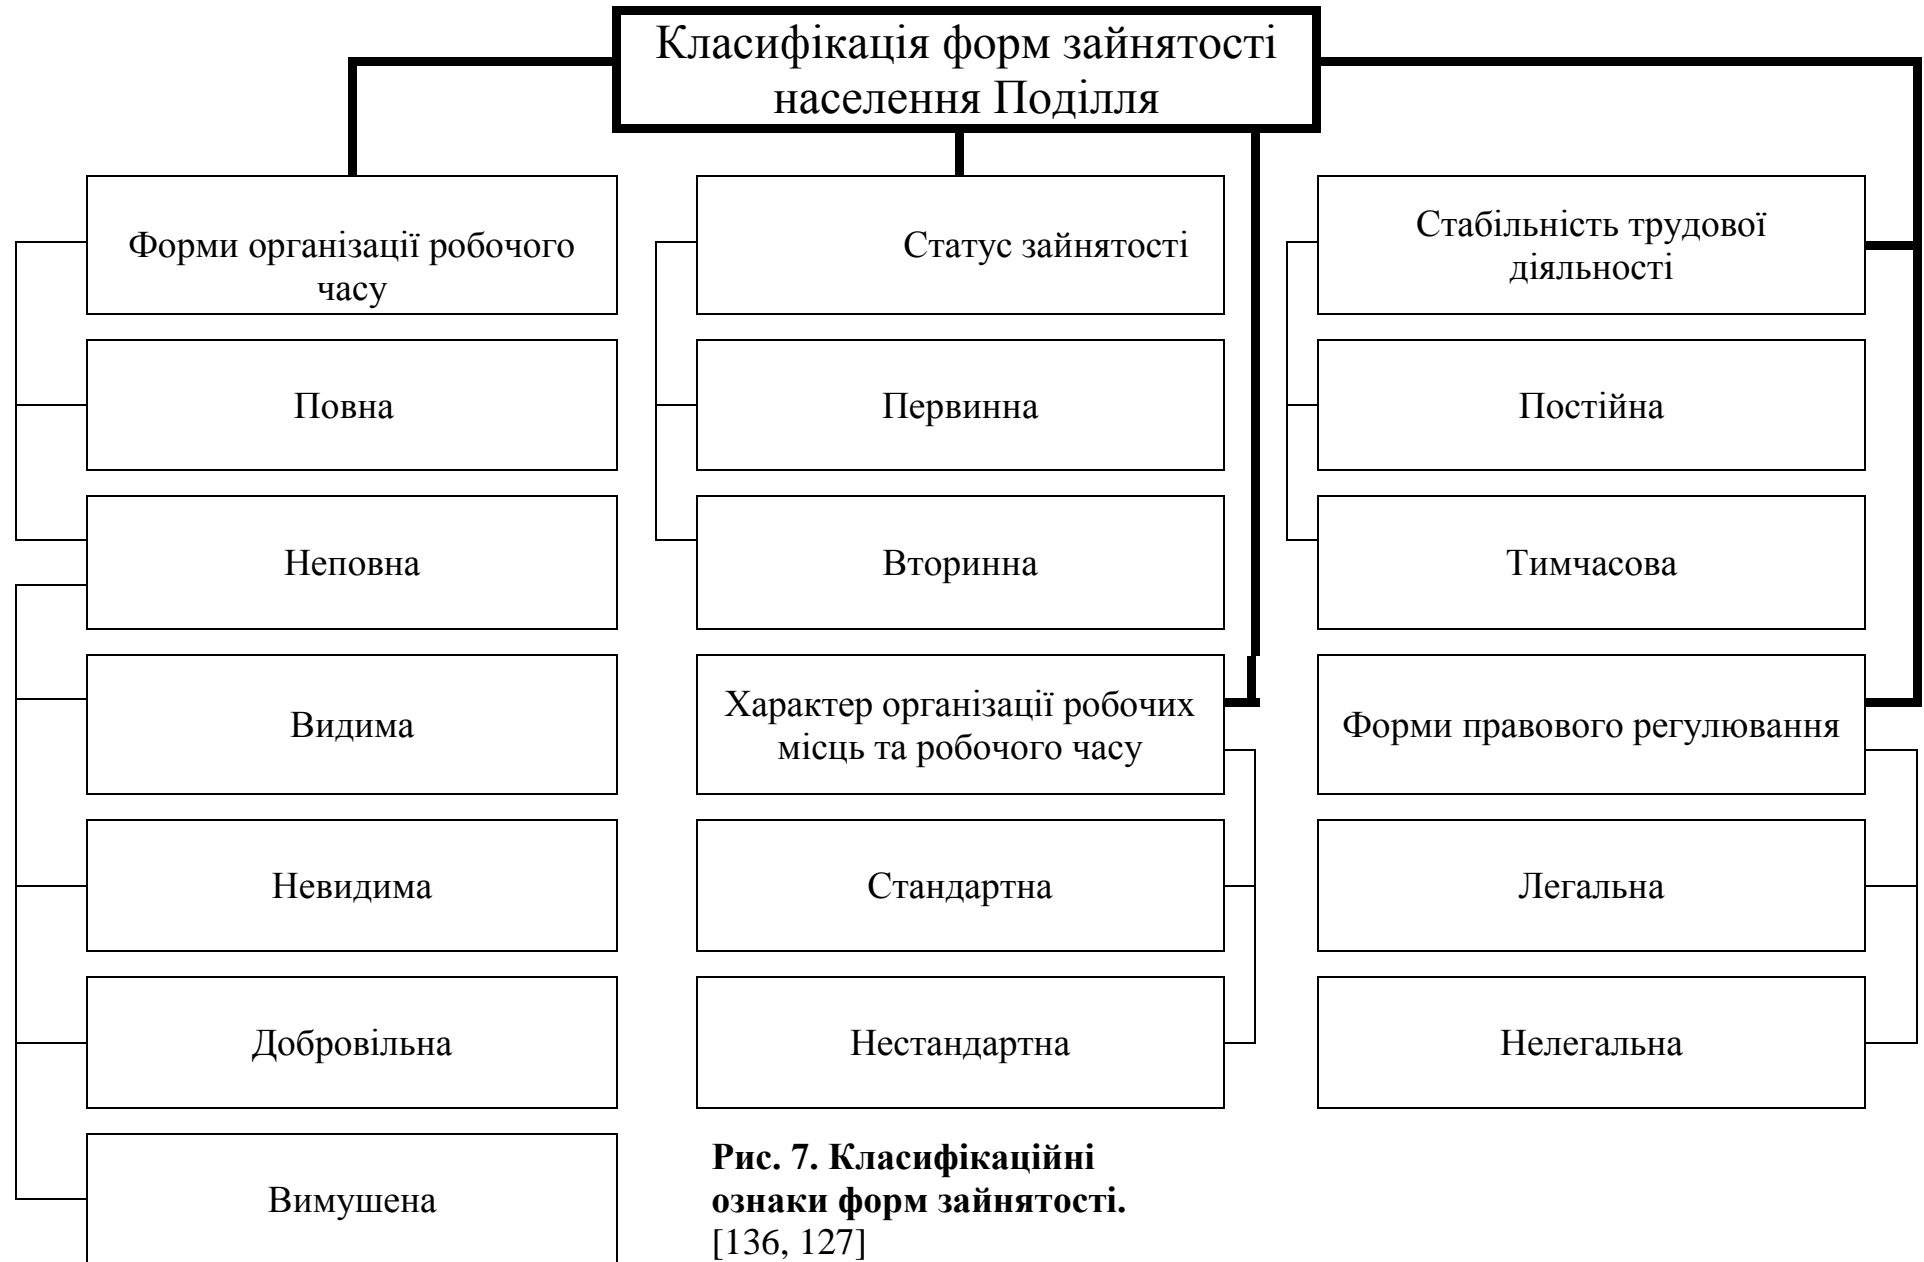 Класифікація форм зайнятості
населення Поділля
Форми організації робочого
часу
Повна
Неповна
Видима
Невидима
Добровільна
Вимушена
Статус зайнятості
Первинна
Вторинна
Характер організації робочих
місць та робочого часу
Стандартна
Нестандартна
Стабільність трудової
діяльності
Постійна
Тимчасова
Форми правового регулювання
Легальна
Нелегальна
Рис. 7. Класифікаційні
ознаки форм зайнятості.
[136, 127]